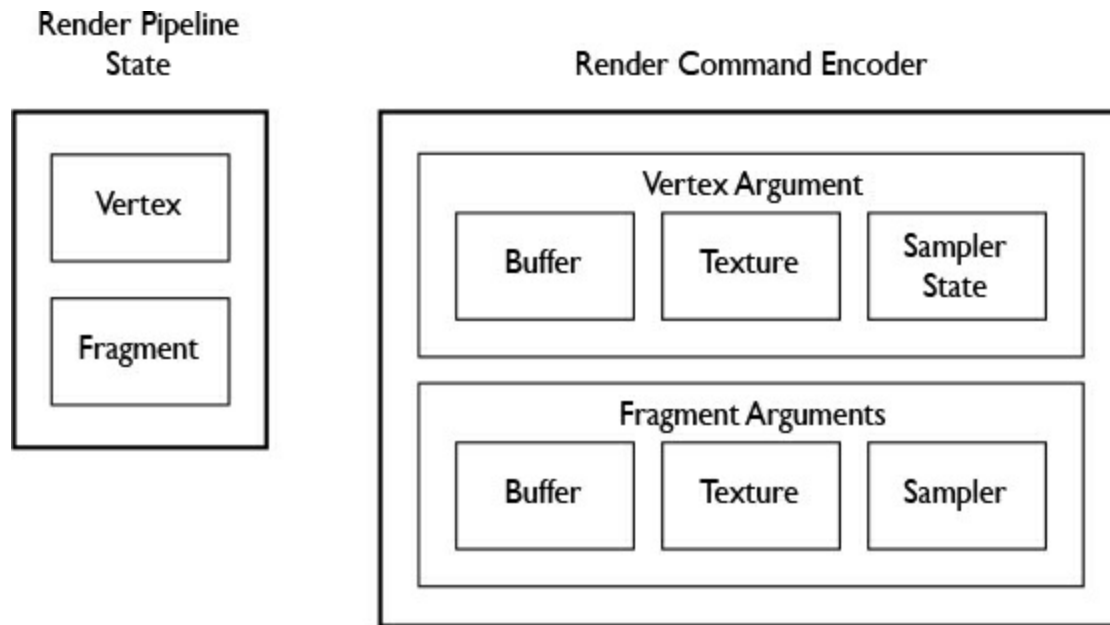 Render Pipeline
State
Render Command Encoder
Vertex
Fragment
Vertex Argument
Buffer
Texture
Sampler
State
Fragment Arguments
Buffer
Texture
Sampler